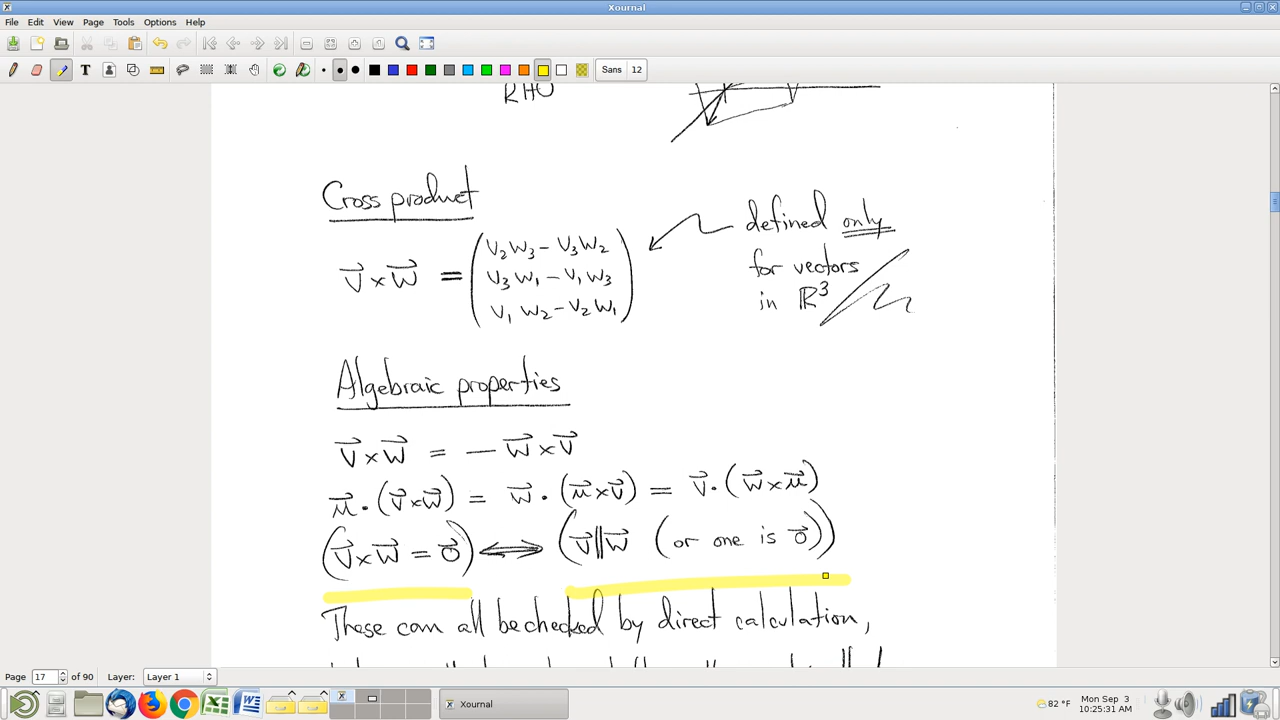 Xournal
File Edit View Page Tools Options Help
Sans 12
RHU
Cross product
v⃗ × w⃗ = ( v₂w₃ − v₃w₂
v₃w₁ − v₁w₃
v₁w₂ − v₂w₁ )
defined only
for vectors
in ℝ³
Algebraic properties
v⃗ × w⃗ = − w⃗ × v⃗
μ⃗ · (v⃗ × w⃗) = w⃗ · (μ⃗ × v⃗) = v⃗ · (w⃗ × μ⃗)
(v⃗ × w⃗ = 0⃗) ⟺ (v⃗ ∥ w⃗ (or one is 0⃗))
These can all be checked by direct calculation,
Page 17 of 90 Layer: Layer 1
Xournal
82 °F
Mon Sep 3
10:25:31 AM